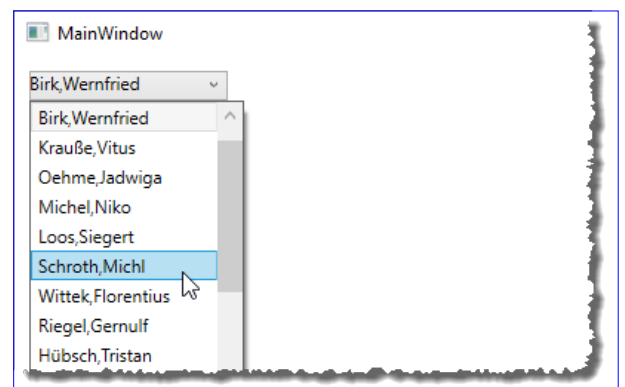 MainWindow
Birk,Wernfried
Birk,Wernfried
Krauße,Vitus
Oehme,Jadwiga
Michel,Niko
Loos,Siegert
Schroth,Michl
Wittek,Florentius
Riegel,Gernulf
Hübsch,Tristan